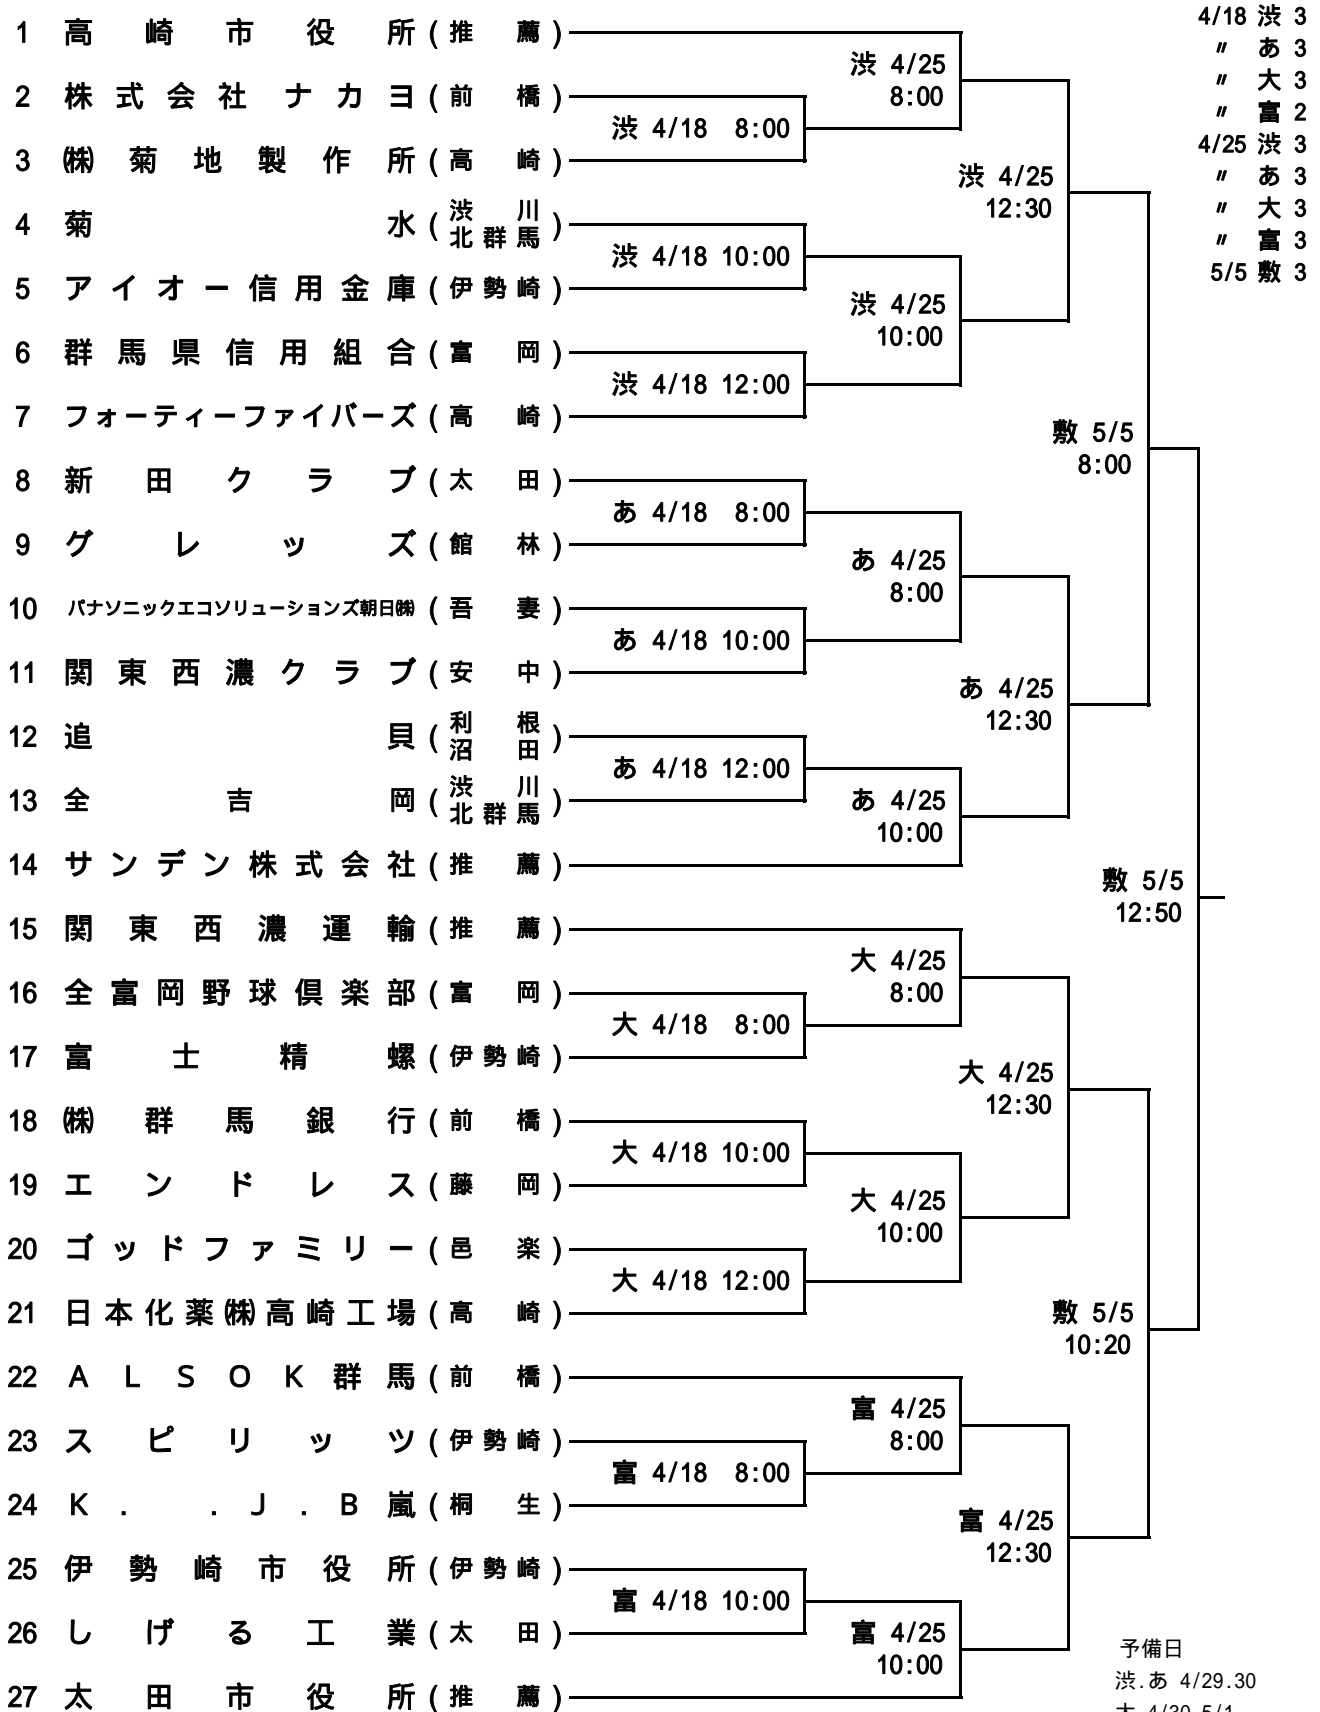 1 高崎市役所(推薦)
2 株式会社ナカヨ(前橋)
3 ㈱菊地製作所(高崎)
4 菊水(渋川北群馬)
5 アイオー信用金庫(伊勢崎)
6 群馬県信用組合(富岡)
7 フォーティーファイバーズ(高崎)
8 新田クラブ(太田)
9 グレッズ(館林)
10 パナソニックエコソリューションズ朝日㈱(吾妻)
11 関東西濃クラブ(安中)
12 追貝(利根沼田)
13 全吉岡(渋川北群馬)
14 サンデン株式会社(推薦)
15 関東西濃運輸(推薦)
16 全富岡野球倶楽部(富岡)
17 富士精螺(伊勢崎)
18 ㈱群馬銀行(前橋)
19 エンドレス(藤岡)
20 ゴッドファミリー(邑楽)
21 日本化薬㈱高崎工場(高崎)
22 ALSOK群馬(前橋)
23 スピリッツ(伊勢崎)
24 K. .J.B嵐(桐生)
25 伊勢崎市役所(伊勢崎)
26 しげる工業(太田)
27 太田市役所(推薦)
渋 4/18 8:00
渋 4/18 10:00
渋 4/18 12:00
あ 4/18 8:00
あ 4/18 10:00
あ 4/18 12:00
大 4/18 8:00
大 4/18 10:00
大 4/18 12:00
富 4/18 8:00
富 4/18 10:00
渋 4/25
8:00
渋 4/25
10:00
あ 4/25
8:00
あ 4/25
10:00
大 4/25
8:00
大 4/25
10:00
富 4/25
8:00
富 4/25
10:00
渋 4/25
12:30
あ 4/25
12:30
大 4/25
12:30
富 4/25
12:30
敷 5/5
8:00
敷 5/5
10:20
敷 5/5
12:50
4/18 渋 3
〃 あ 3
〃 大 3
〃 富 2
4/25 渋 3
〃 あ 3
〃 大 3
〃 富 3
5/5 敷 3
予備日
渋.あ 4/29.30
大 4/30 5/1